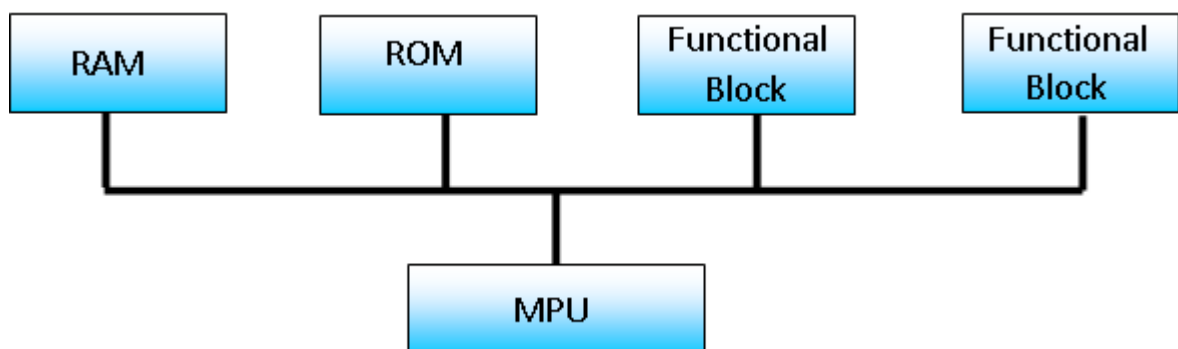 RAM
ROM
Functional
Block
Functional
Block
MPU